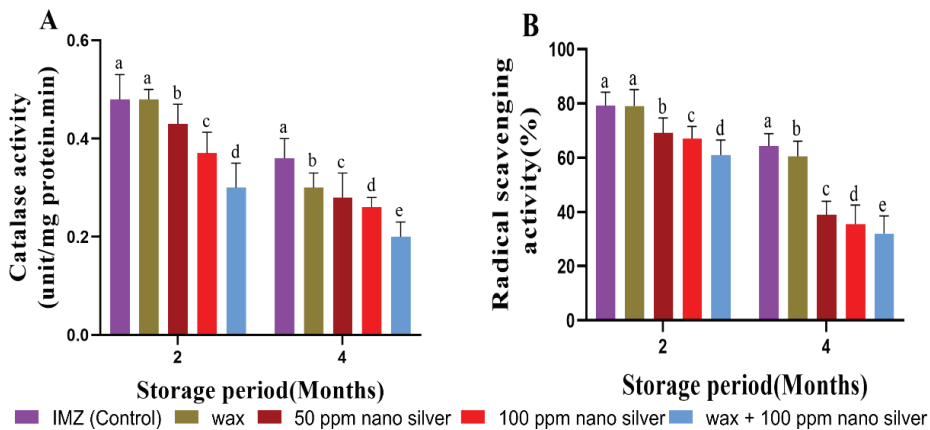 A
Catalase activity
(unit/mg protein.min)
0.6
0.4
0.2
0.0
a
a
b
c
d
a
b
c
d
e
2
4
Storage period(Months)
B
Radical scavenging
activity(%)
100
80
60
40
20
0
a
a
b
c
d
a
b
c
d
e
2
4
Storage period(Months)
IMZ (Control) wax 50 ppm nano silver 100 ppm nano silver wax + 100 ppm nano silver